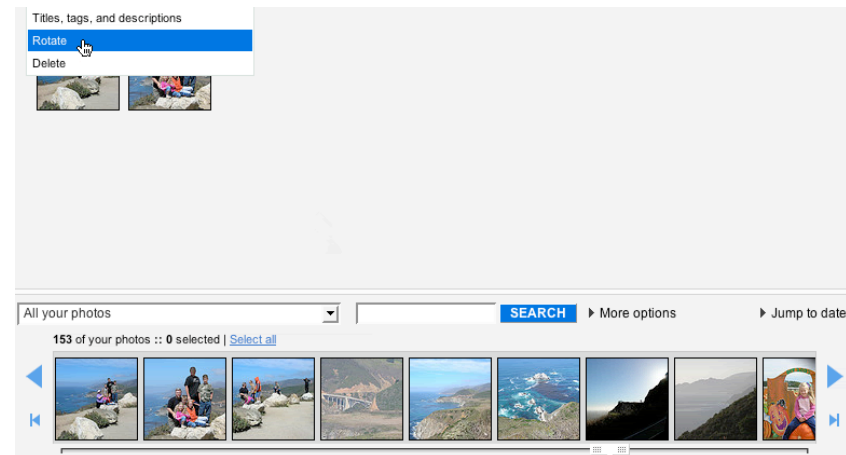 Titles, tags, and descriptions
Rotate
Delete
All your photos
SEARCH
More options
Jump to date
153 of your photos :: 0 selected | Select all